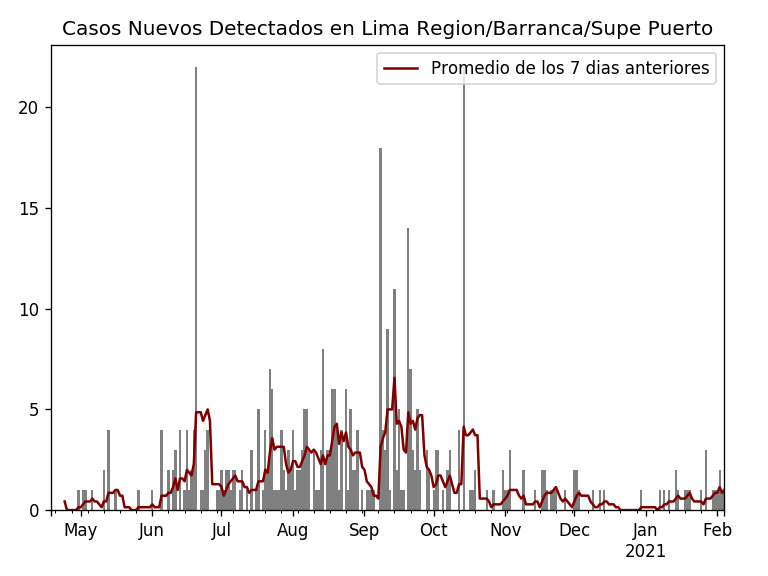 Casos Nuevos Detectados en Lima Region/Barranca/Supe Puerto
Promedio de los 7 dias anteriores
20
15
10
5
0
May Jun Jul Aug Sep Oct Nov Dec Jan Feb
2021